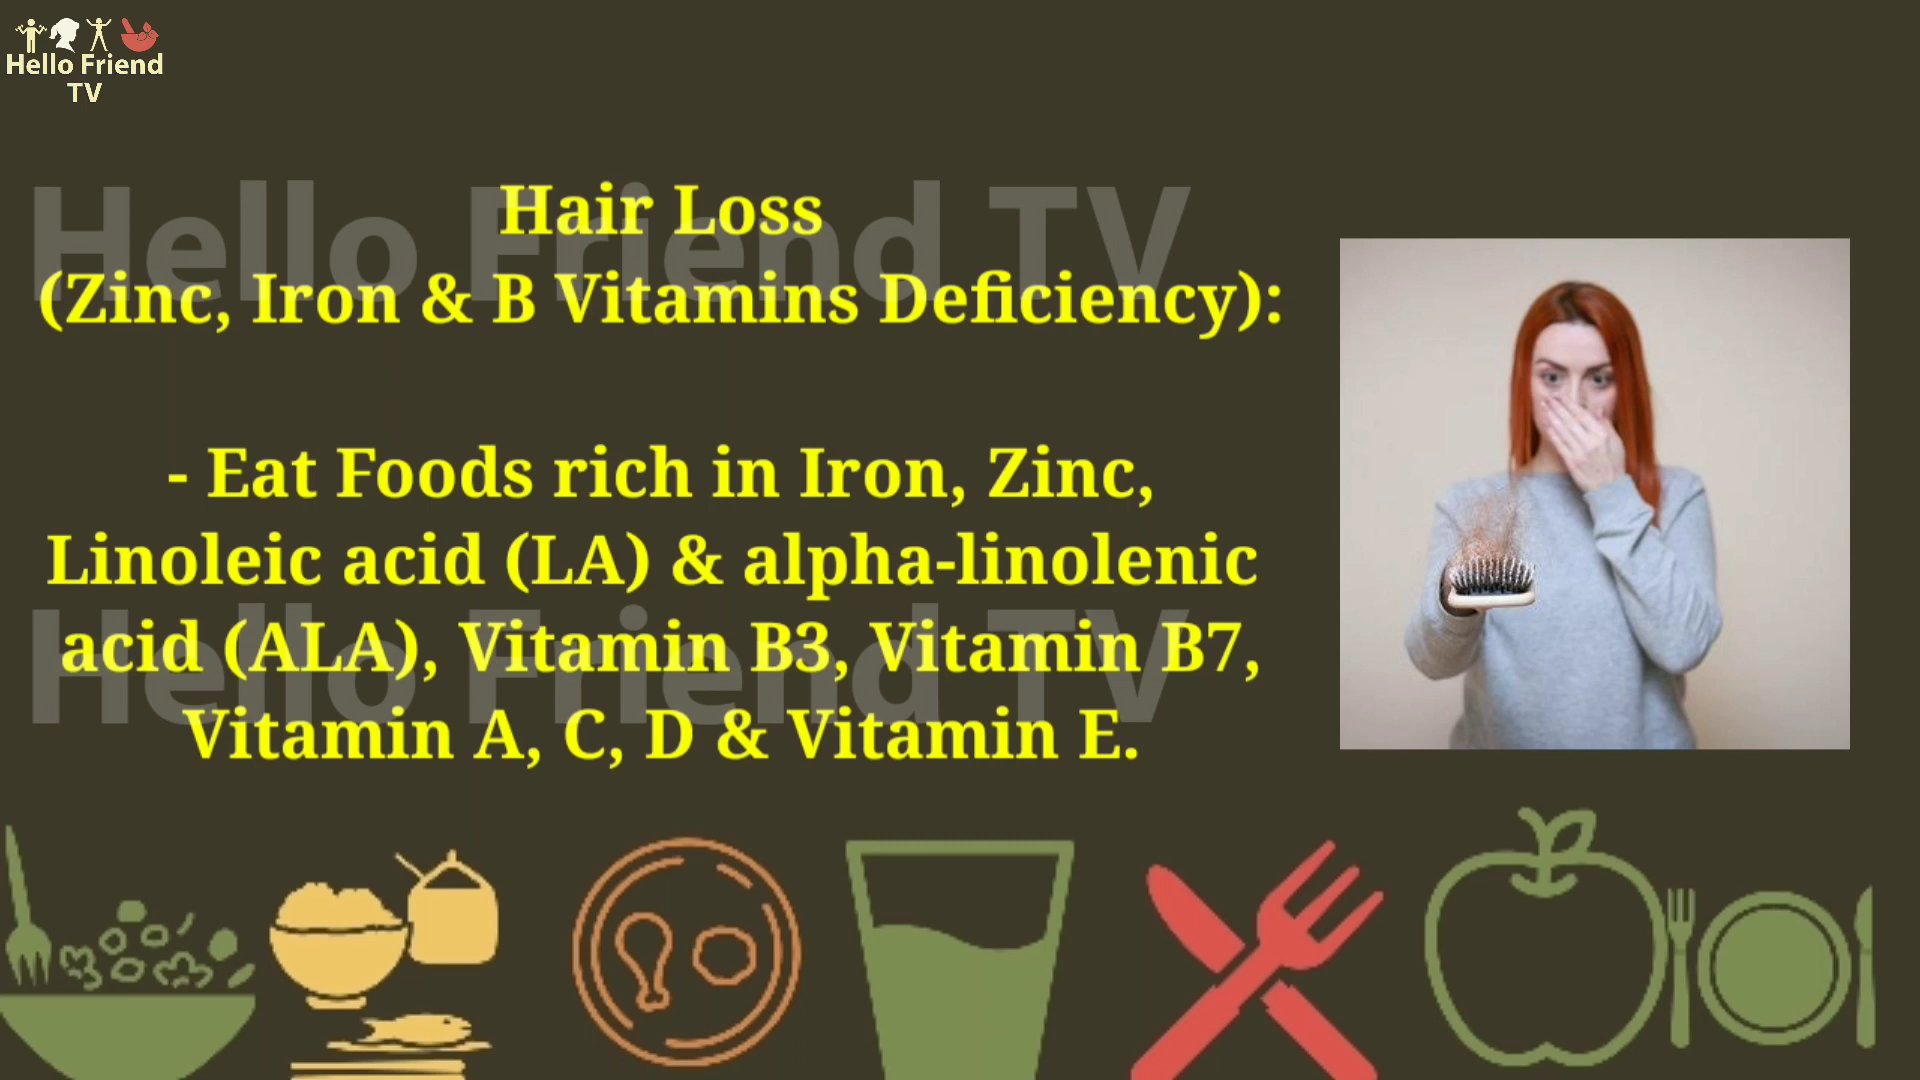 Hello Friend
TV
Hello Friend TV
Hair Loss
(Zinc, Iron & B Vitamins Deficiency):
- Eat Foods rich in Iron, Zinc,
Linoleic acid (LA) & alpha-linolenic
acid (ALA), Vitamin B3, Vitamin B7,
Vitamin A, C, D & Vitamin E.
Hello Friend TV